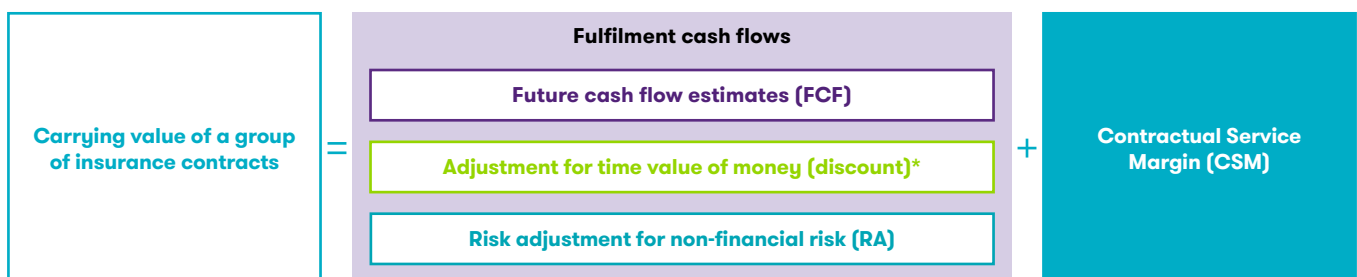 Fulfilment cash flows
Future cash flow estimates (FCF)
Carrying value of a group
of insurance contracts
=
Adjustment for time value of money (discount)*
+
Contractual Service
Margin (CSM)
Risk adjustment for non-financial risk (RA)